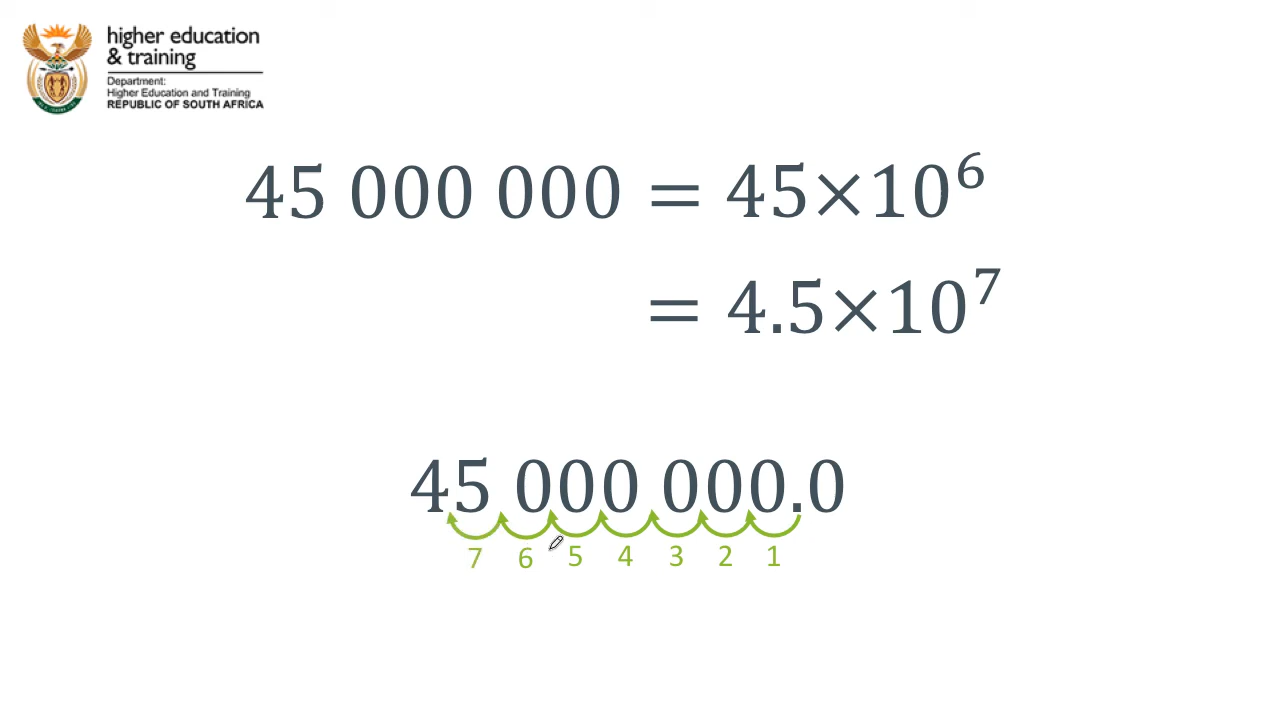 higher education
& training
Department:
Higher Education and Training
REPUBLIC OF SOUTH AFRICA
45 000 000 = 45×10⁶
= 4.5×10⁷
45 000 000.0
7 6 5 4 3 2 1